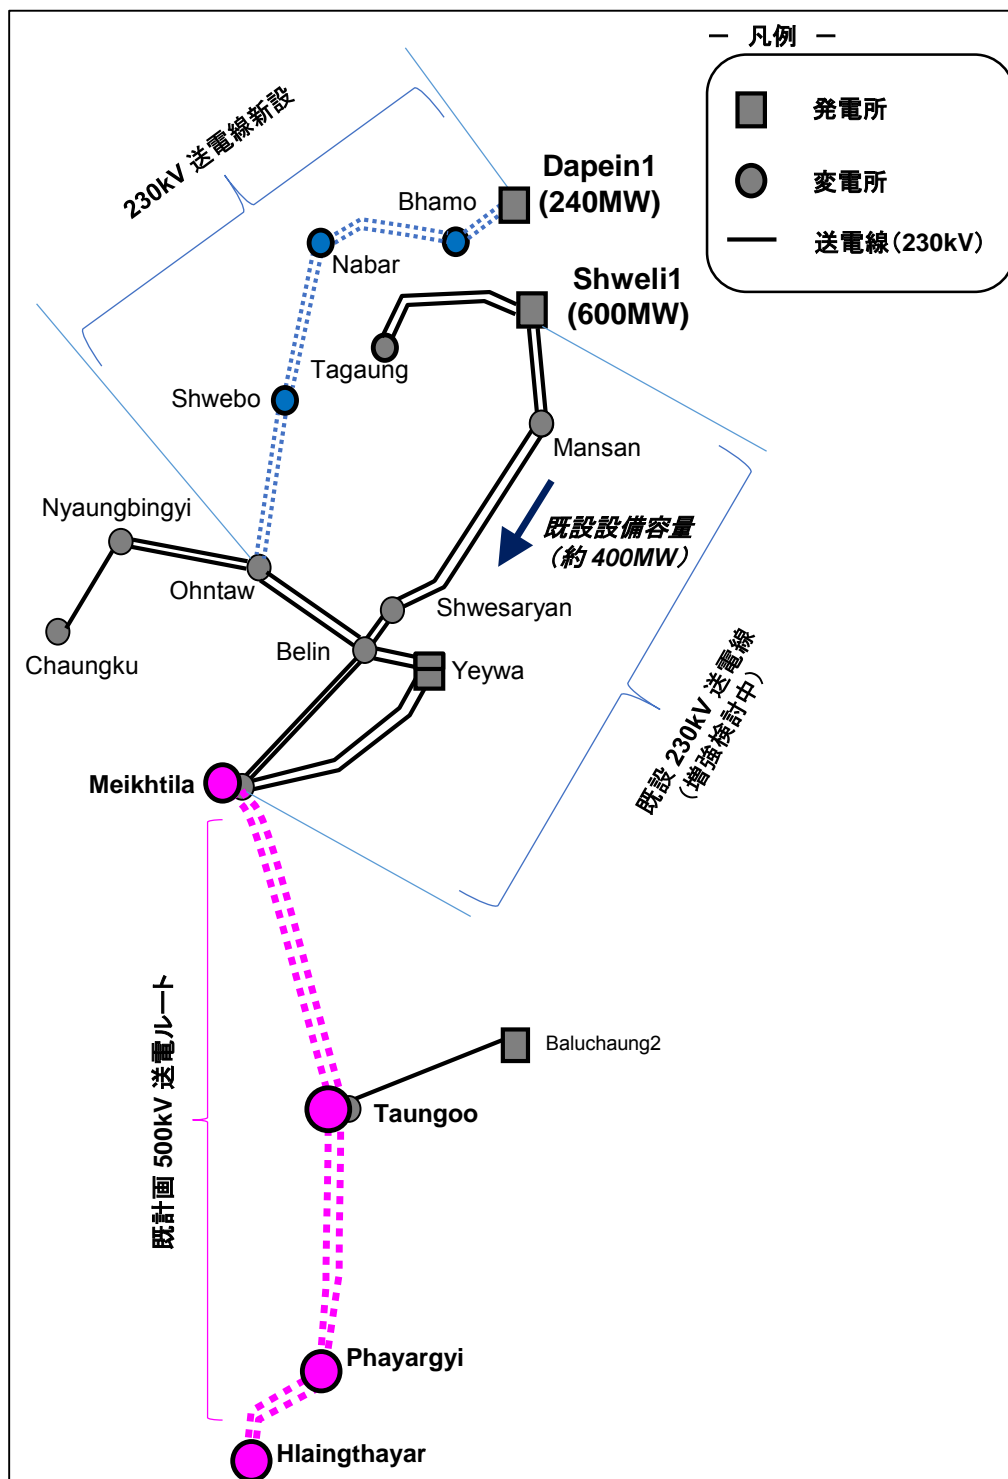 ― 凡例 ―
発電所
変電所
送電線(230kV)
230kV 送電線新設
Dapein1
(240MW)
Bhamo
Nabar
Shweli1
(600MW)
Tagaung
Shwebo
Mansan
Nyaungbingyi
既設設備容量
(約 400MW)
Ohntaw
Shwesaryan
Chaungku
Belin
Yeywa
既設 230kV 送電線
(増強検討中)
Meikhtila
既計画 500kV 送電ルート
Baluchaung2
Taungoo
Phayargyi
Hlaingthayar